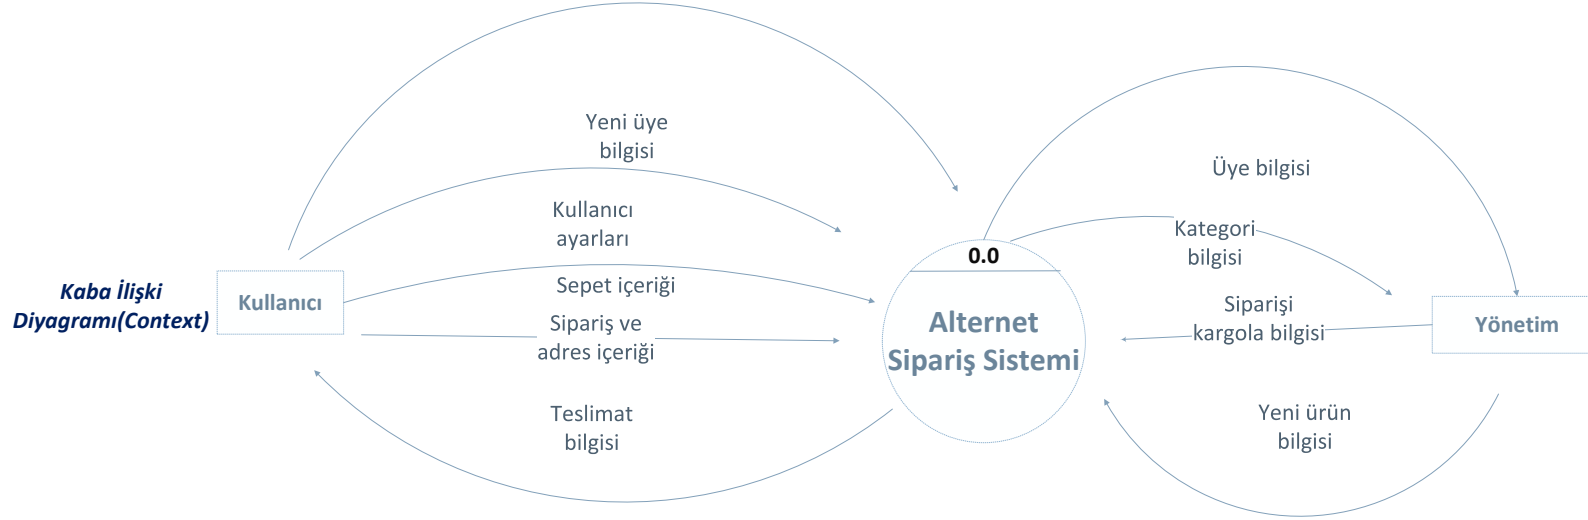 Kaba İlişki
Diyagramı(Context)
Kullanıcı
Yeni üye
bilgisi
Kullanıcı
ayarları
Sepet içeriği
Sipariş ve
adres içeriği
Teslimat
bilgisi
0.0
Alternet
Sipariş Sistemi
Üye bilgisi
Kategori
bilgisi
Siparişi
kargola bilgisi
Yeni ürün
bilgisi
Yönetim